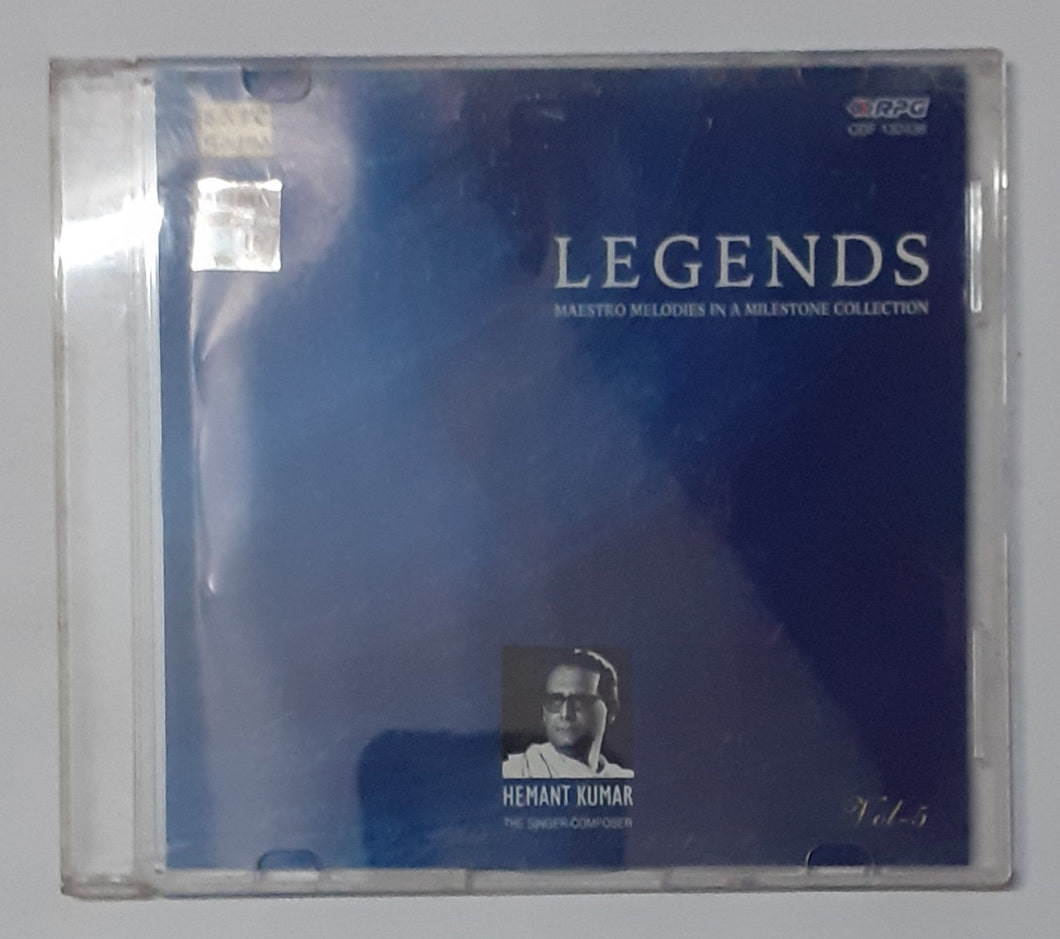 RPG
LEGENDS
MAESTRO MELODIES IN A MILESTONE COLLECTION
HEMANT KUMAR
THE SINGER-COMPOSER
Vol-5